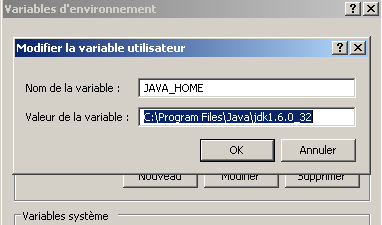 Variables d'environnement
Modifier la variable utilisateur
Nom de la variable :
JAVA_HOME
Valeur de la variable :
C:\Program Files\Java\jdk1.6.0_32
OK
Annuler
Nouveau
Modifier
Supprimer
Variables système